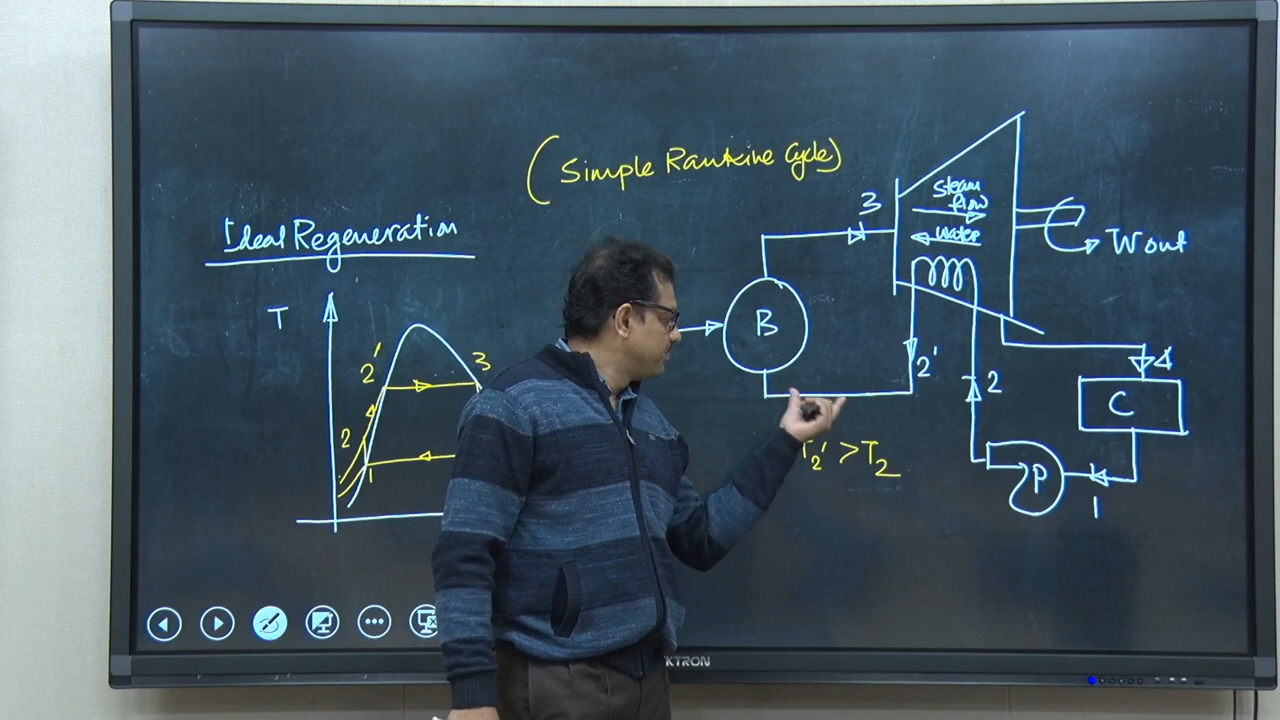 (Simple Rankine Cycle)
Ideal Regeneration
T
2'
3
2
1
B
3
Steam
flow
water
Wout
2'
2
4
C
P
1
T2' > T2
KTRON